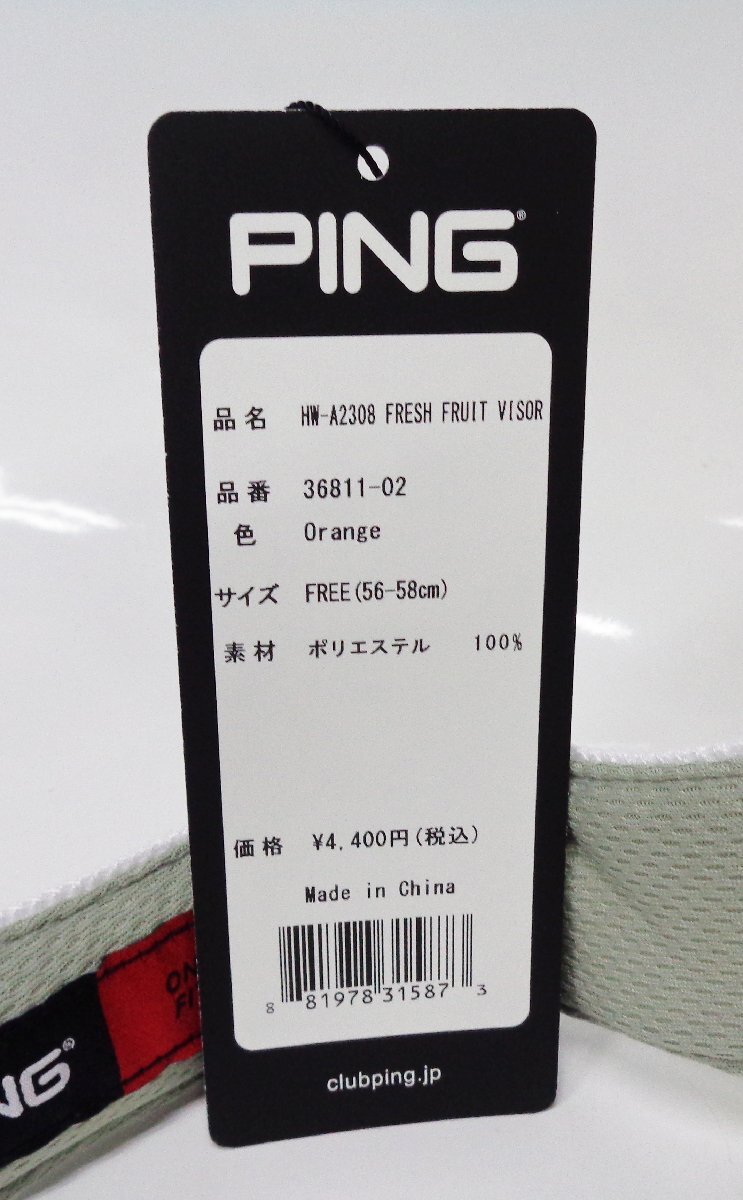 PING®
品名 HW-A2308 FRESH FRUIT VISOR
品番 36811-02
色 Orange
サイズ FREE(56-58cm)
素材 ポリエステル 100%
価格 ¥4,400円(税込)
Made in China
8 81978 31587 3
clubping.jp